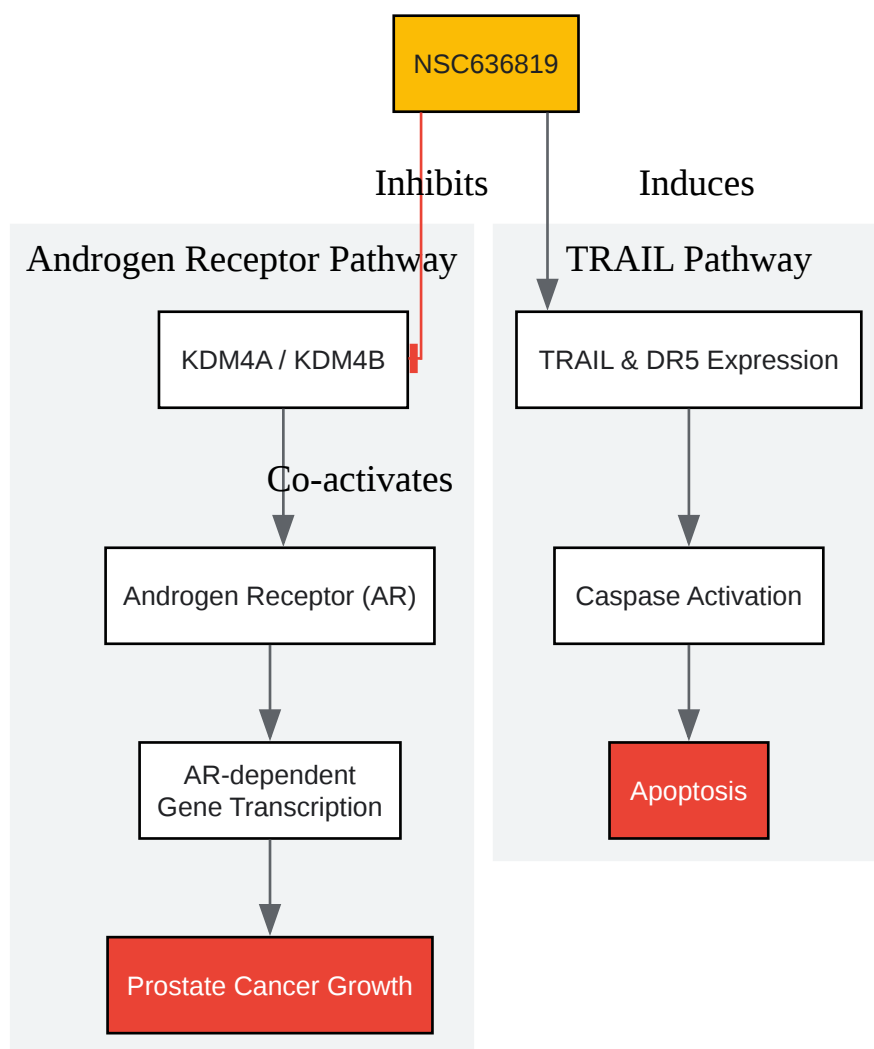 NSC636819
Inhibits
Induces
Androgen Receptor Pathway
TRAIL Pathway
KDM4A / KDM4B
TRAIL & DR5 Expression
Co-activates
Androgen Receptor (AR)
Caspase Activation
AR-dependent
Gene Transcription
Apoptosis
Prostate Cancer Growth